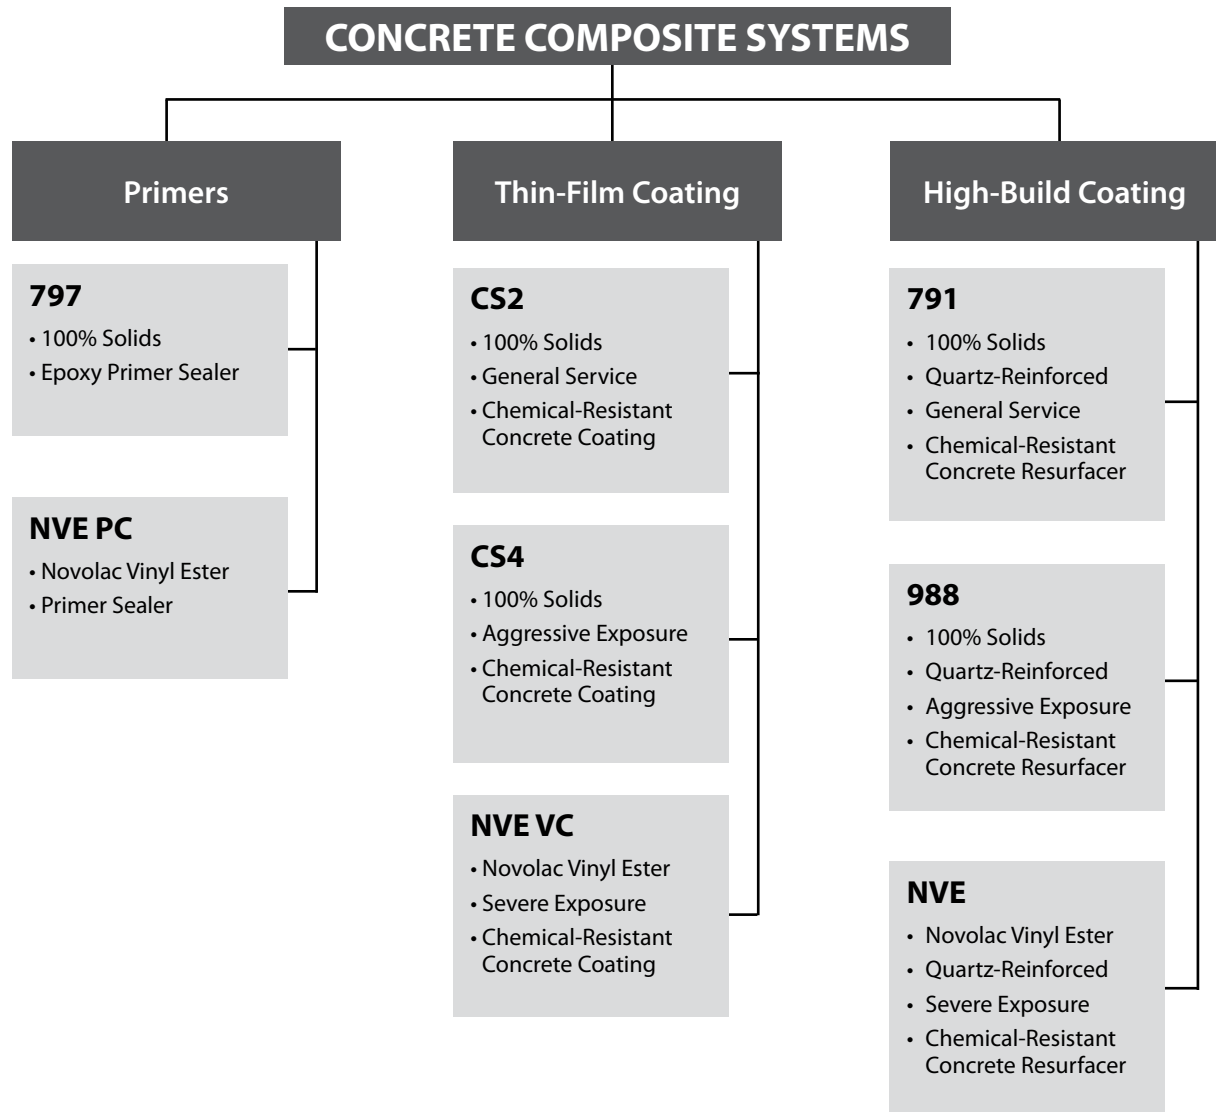 CONCRETE COMPOSITE SYSTEMS
Primers
797
• 100% Solids
• Epoxy Primer Sealer
NVE PC
• Novolac Vinyl Ester
• Primer Sealer
Thin-Film Coating
CS2
• 100% Solids
• General Service
• Chemical-Resistant
Concrete Coating
CS4
• 100% Solids
• Aggressive Exposure
• Chemical-Resistant
Concrete Coating
NVE VC
• Novolac Vinyl Ester
• Severe Exposure
• Chemical-Resistant
Concrete Coating
High-Build Coating
791
• 100% Solids
• Quartz-Reinforced
• General Service
• Chemical-Resistant
Concrete Resurfacer
988
• 100% Solids
• Quartz-Reinforced
• Aggressive Exposure
• Chemical-Resistant
Concrete Resurfacer
NVE
• Novolac Vinyl Ester
• Quartz-Reinforced
• Severe Exposure
• Chemical-Resistant
Concrete Resurfacer